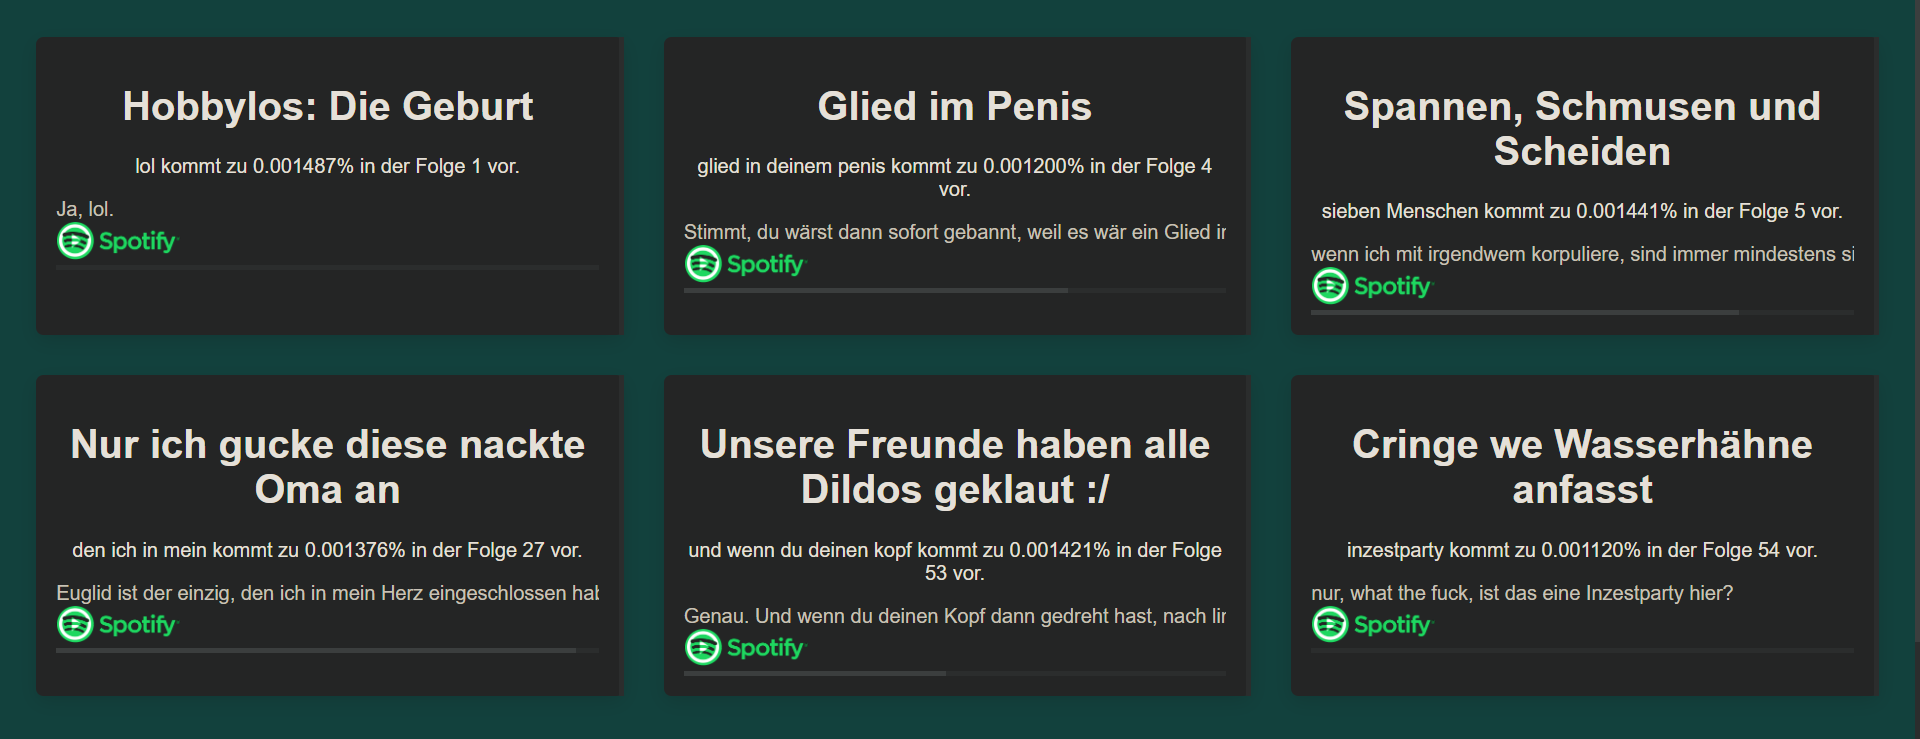 Hobbylos: Die Geburt
lol kommt zu 0.001487% in der Folge 1 vor.
Ja, lol.
Spotify
Glied im Penis
glied in deinem penis kommt zu 0.001200% in der Folge 4
vor.
Stimmt, du wärst dann sofort gebannt, weil es wär ein Glied
Spotify
Spannen, Schmusen und
Scheiden
sieben Menschen kommt zu 0.001441% in der Folge 5 vor.
wenn ich mit irgendwem korpuliere, sind immer mindestens
Spotify
Nur ich gucke diese nackte
Oma an
den ich in mein kommt zu 0.001376% in der Folge 27 vor.
Euglid ist der einzig, den ich in mein Herz eingeschlossen
Spotify
Unsere Freunde haben alle
Dildos geklaut :/
und wenn du deinen kopf kommt zu 0.001421% in der Folge
53 vor.
Genau. Und wenn du deinen Kopf dann gedreht hast, nach
Spotify
Cringe we Wasserhähne
anfasst
inzestparty kommt zu 0.001120% in der Folge 54 vor.
nur, what the fuck, ist das eine Inzestparty hier?
Spotify